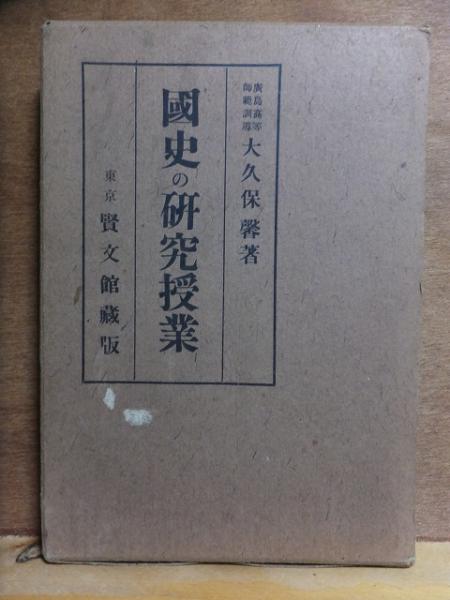 廣島高等
師範訓導
大久保馨著
國史の研究授業
東京 賢文館藏版